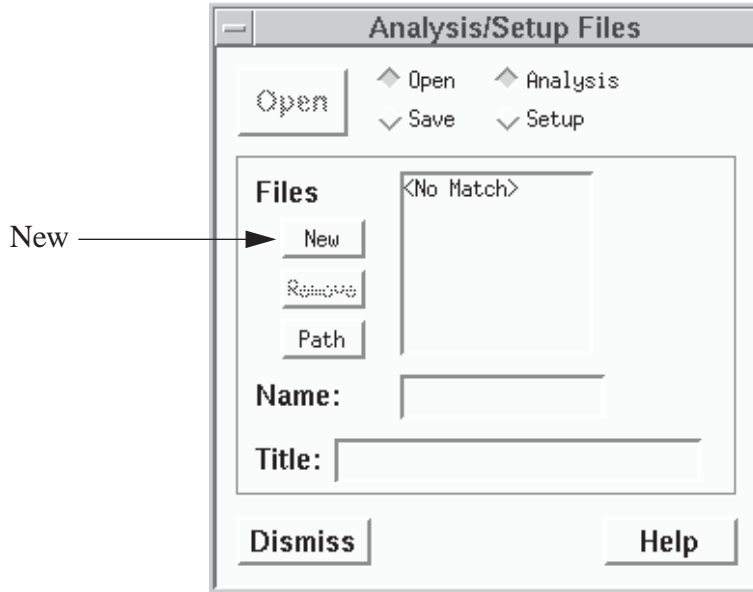 Analysis/Setup Files
Open
Open Analysis
Save Setup
Files
<No Match>
New
New
Remove
Path
Name:
Title:
Dismiss Help